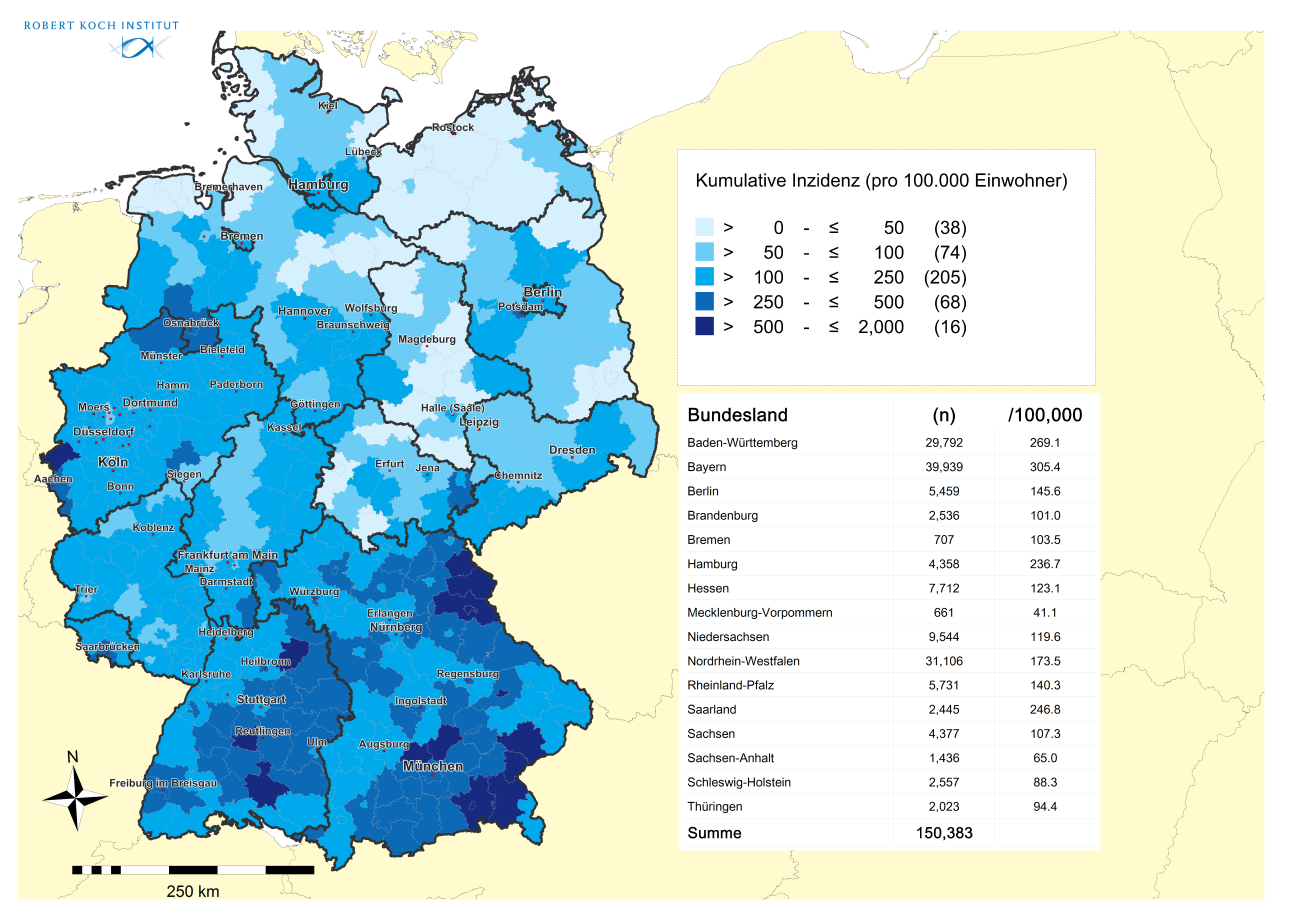 ROBERT KOCH INSTITUT
Kiel
Rostock
Lübeck
Bremerhaven
Hamburg
Bremen
Berlin
Potsdam
Hannover
Wolfsburg
Braunschweig
Osnabrück
Magdeburg
Münster
Bielefeld
Hamm
Paderborn
Moers
Dortmund
Göttingen
Halle (Saale)
Leipzig
Düsseldorf
Kassel
Dresden
Köln
Erfurt
Jena
Chemnitz
Aachen
Siegen
Bonn
Koblenz
Frankfurt am Main
Mainz
Darmstadt
Trier
Würzburg
Erlangen
Nürnberg
Heidelberg
Saarbrücken
Heilbronn
Karlsruhe
Regensburg
Stuttgart
Ingolstadt
Reutlingen
Ulm
Augsburg
München
Freiburg im Breisgau
N
250 km
Kumulative Inzidenz (pro 100.000 Einwohner)
> 0 - ≤ 50 (38)
> 50 - ≤ 100 (74)
> 100 - ≤ 250 (205)
> 250 - ≤ 500 (68)
> 500 - ≤ 2,000 (16)
Bundesland (n) /100,000
Baden-Württemberg 29,792 269.1
Bayern 39,939 305.4
Berlin 5,459 145.6
Brandenburg 2,536 101.0
Bremen 707 103.5
Hamburg 4,358 236.7
Hessen 7,712 123.1
Mecklenburg-Vorpommern 661 41.1
Niedersachsen 9,544 119.6
Nordrhein-Westfalen 31,106 173.5
Rheinland-Pfalz 5,731 140.3
Saarland 2,445 246.8
Sachsen 4,377 107.3
Sachsen-Anhalt 1,436 65.0
Schleswig-Holstein 2,557 88.3
Thüringen 2,023 94.4
Summe 150,383